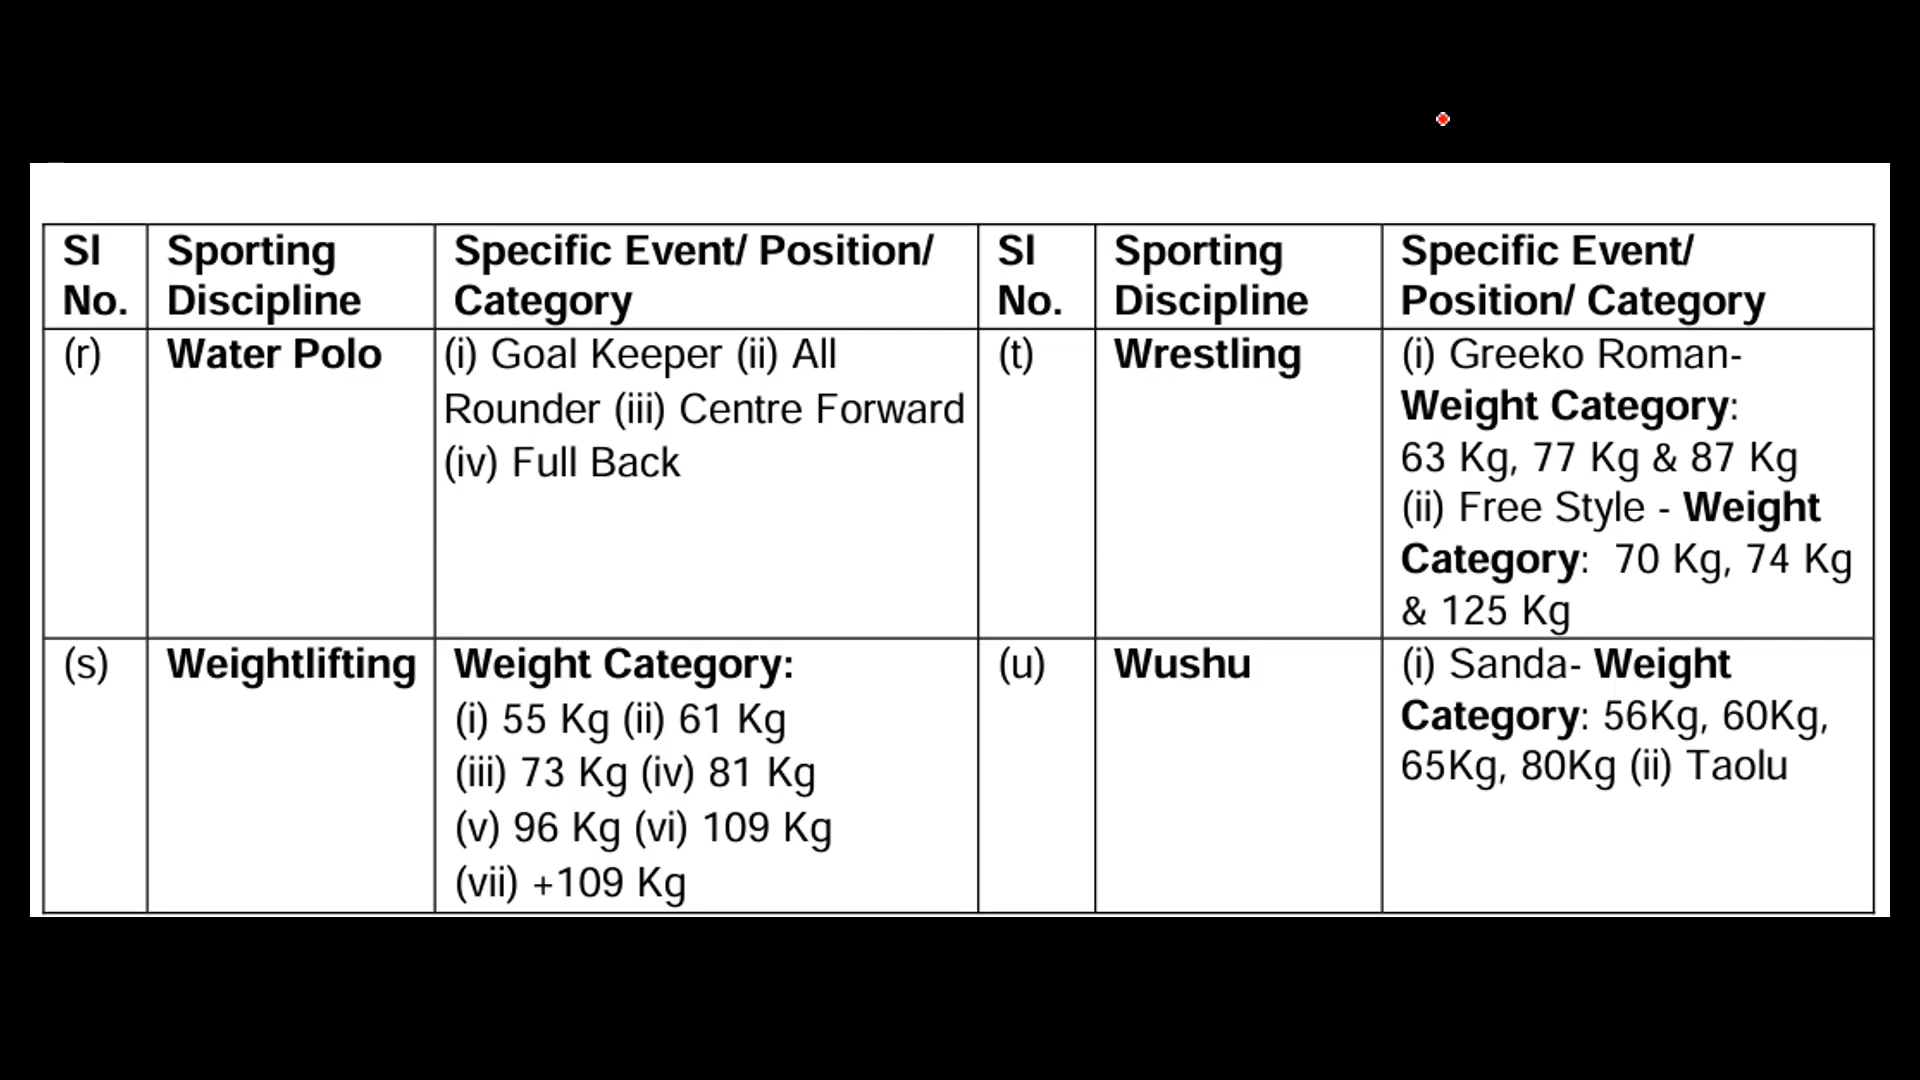 Sl No. Sporting Discipline Specific Event/ Position/ Category Sl No. Sporting Discipline Specific Event/ Position/ Category
(r) Water Polo
(i) Goal Keeper (ii) All
Rounder (iii) Centre Forward
(iv) Full Back
(t) Wrestling
(i) Greeko Roman-
Weight Category:
63 Kg, 77 Kg & 87 Kg
(ii) Free Style - Weight
Category: 70 Kg, 74 Kg
& 125 Kg
(s) Weightlifting
Weight Category:
(i) 55 Kg (ii) 61 Kg
(iii) 73 Kg (iv) 81 Kg
(v) 96 Kg (vi) 109 Kg
(vii) +109 Kg
(u) Wushu
(i) Sanda- Weight
Category: 56Kg, 60Kg,
65Kg, 80Kg (ii) Taolu